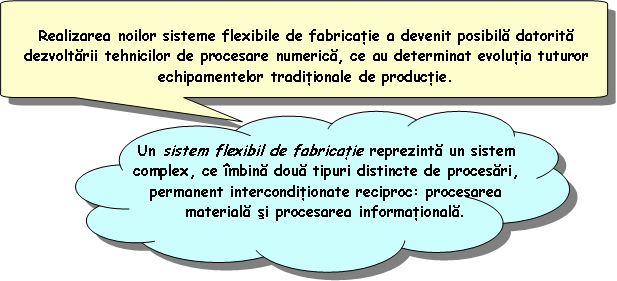 Realizarea noilor sisteme flexibile de fabricație a devenit posibilă datorită
dezvoltării tehnicilor de procesare numerică, ce au determinat evoluția tuturor
echipamentelor tradiționale de producție.
Un sistem flexibil de fabricație reprezintă un sistem
complex, ce îmbină două tipuri distincte de procesări,
permanent intercondiționate reciproc: procesarea
materială şi procesarea informațională.